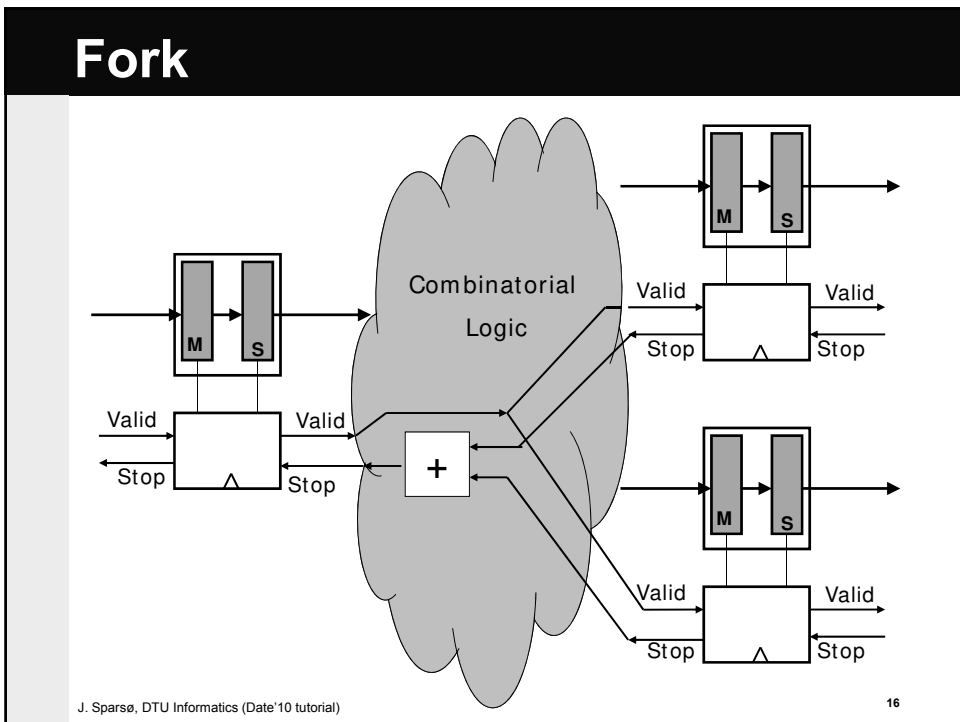 Fork
Combinatorial
Logic
M
S
Valid
Stop
Valid
Stop
+
M
S
Valid
Stop
Valid
Stop
M
S
Valid
Stop
Valid
Stop
J. Sparsø, DTU Informatics (Date'10 tutorial)
16